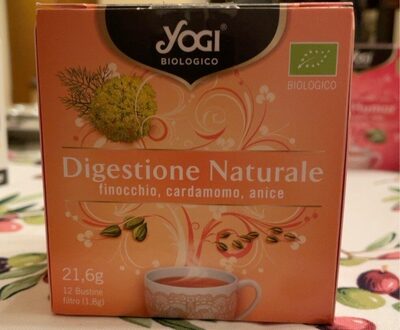 YOGI
BIOLOGICO
BIOLOGICO
Digestione Naturale
finocchio, cardamomo, anice
21,6g
12 Bustine
filtro (1,8g)